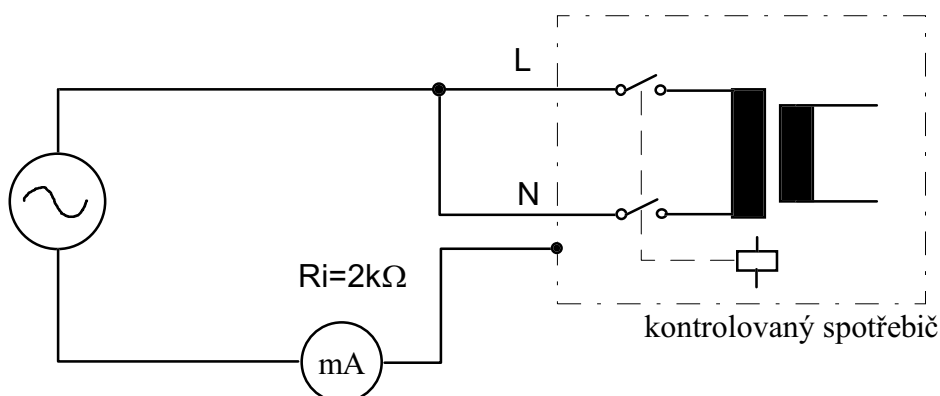 L
N
Ri=2kΩ
mA
kontrolovaný spotřebič